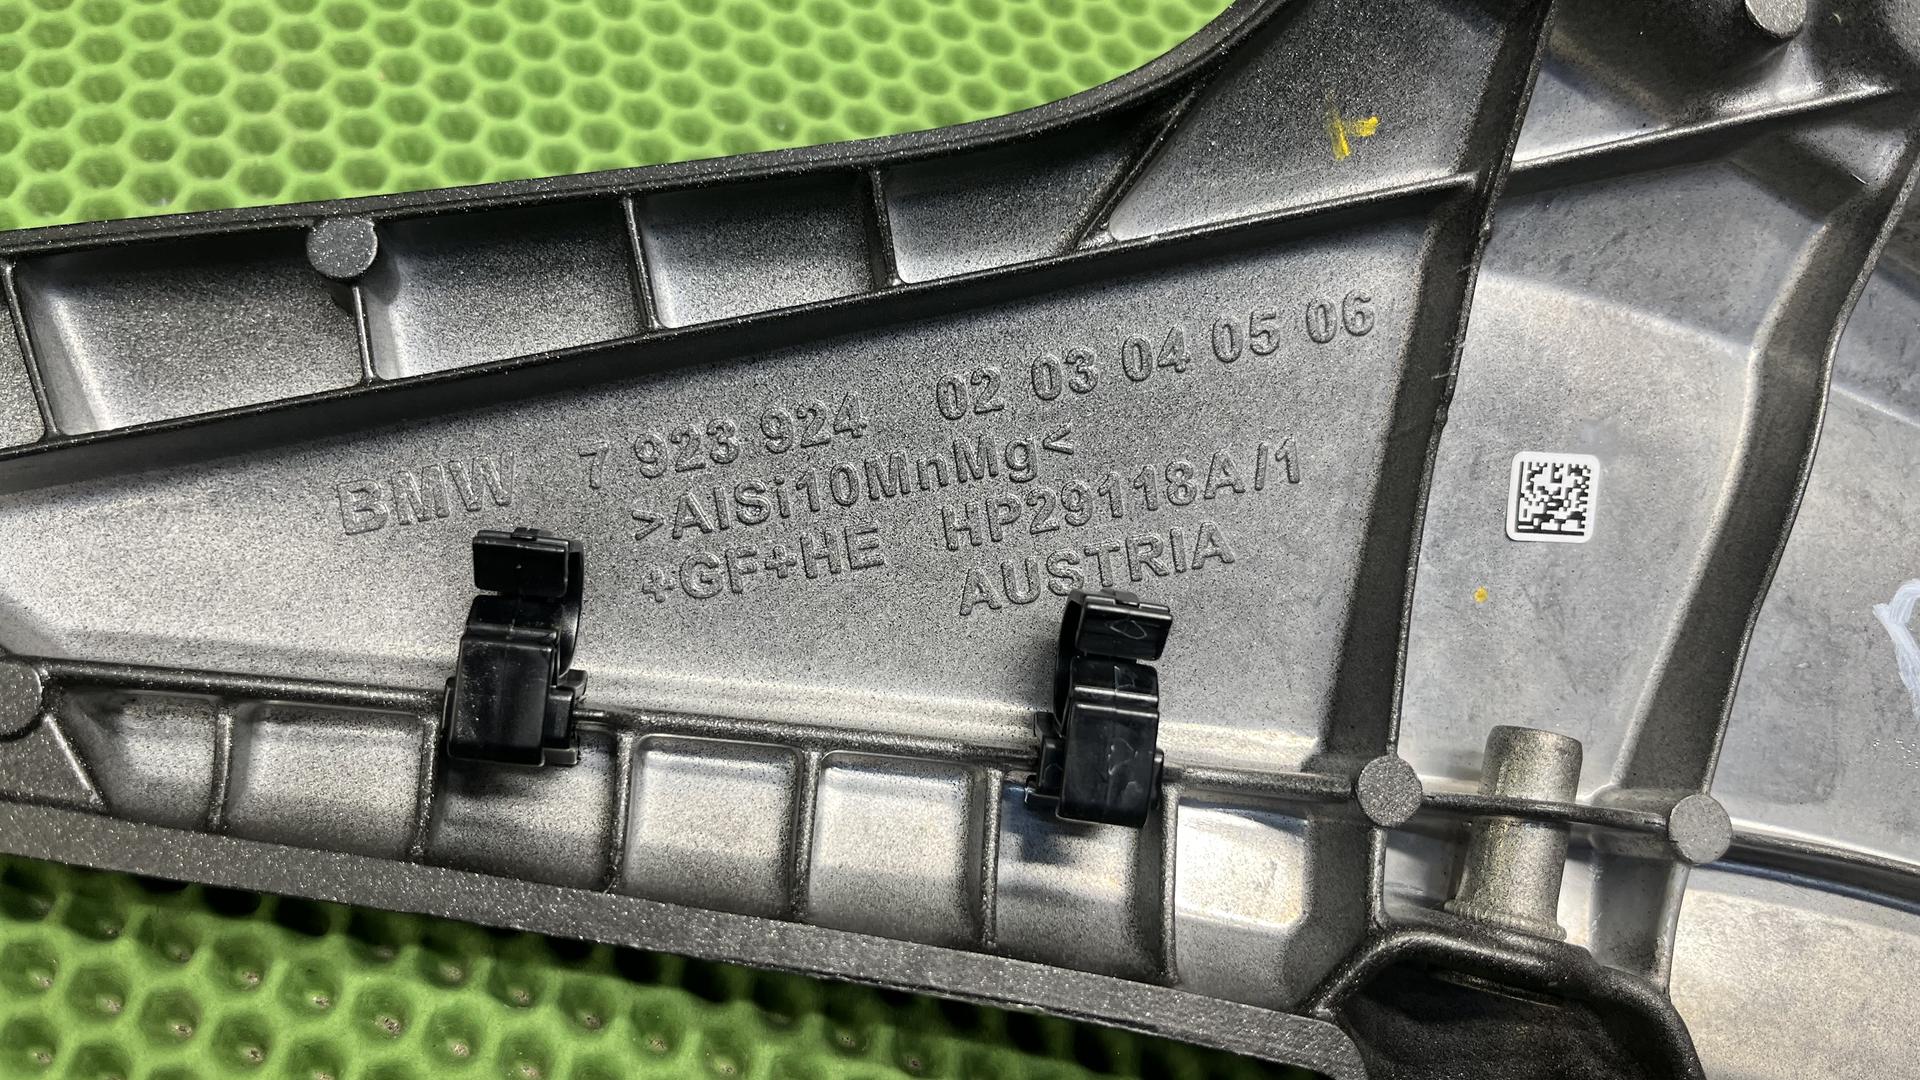 BMW 7 923 924 02 03 04 05 06
>AlSi10MnMg<
+GF+HE HP29118A/1
AUSTRIA